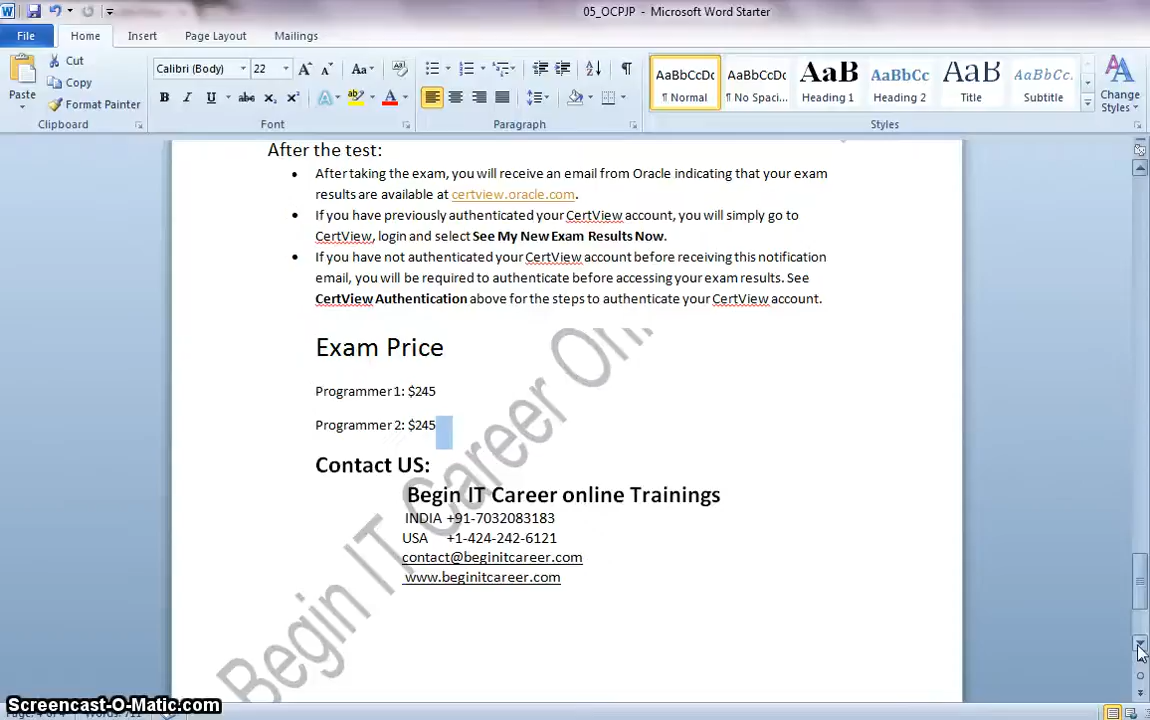 05_OCPJP - Microsoft Word Starter
File Home Insert Page Layout Mailings
Paste Cut Copy Format Painter
Calibri (Body) 22
AaBbCcDc AaBbCcDc AaB AaBbCc AaB AaBbCc.
¶ Normal ¶ No Spaci... Heading 1 Heading 2 Title Subtitle
Change Styles
Clipboard Font Paragraph Styles
After the test:
• After taking the exam, you will receive an email from Oracle indicating that your exam
results are available at certview.oracle.com.
• If you have previously authenticated your CertView account, you will simply go to
CertView, login and select See My New Exam Results Now.
• If you have not authenticated your CertView account before receiving this notification
email, you will be required to authenticate before accessing your exam results. See
CertView Authentication above for the steps to authenticate your CertView account.
Exam Price
Programmer 1: $245
Programmer 2: $245
Contact US:
Begin IT Career online Trainings
INDIA +91-7032083183
USA +1-424-242-6121
contact@beginitcareer.com
www.beginitcareer.com
Begin IT Career Onli
Screencast-O-Matic.com